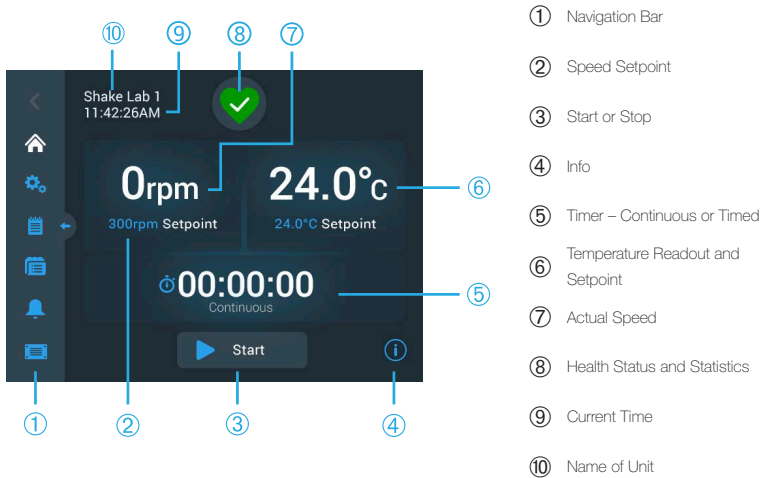 ⑩ ⑨ ⑧ ⑦
Shake Lab 1
11:42:26AM
0rpm
300rpm Setpoint
24.0°c
24.0°C Setpoint
⑥
00:00:00
Continuous
⑤
Start
① ② ③ ④
① Navigation Bar
② Speed Setpoint
③ Start or Stop
④ Info
⑤ Timer – Continuous or Timed
⑥ Temperature Readout and
Setpoint
⑦ Actual Speed
⑧ Health Status and Statistics
⑨ Current Time
⑩ Name of Unit